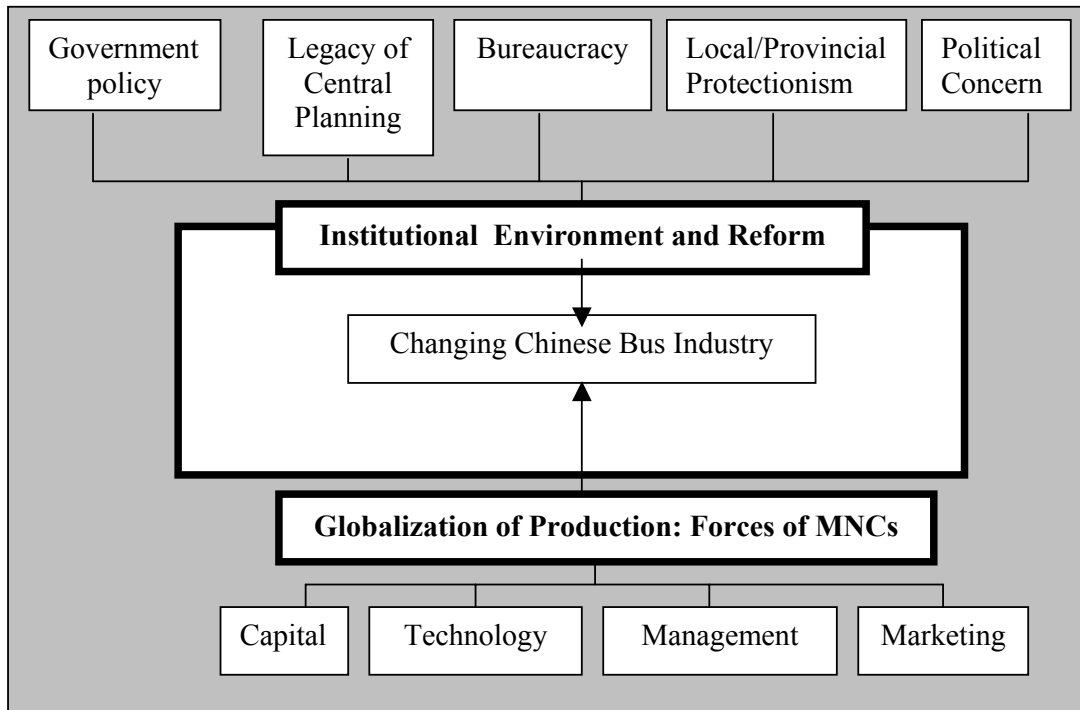 Government
policy
Legacy of
Central
Planning
Bureaucracy
Local/Provincial
Protectionism
Political
Concern
Institutional Environment and Reform
Changing Chinese Bus Industry
Globalization of Production: Forces of MNCs
Capital
Technology
Management
Marketing